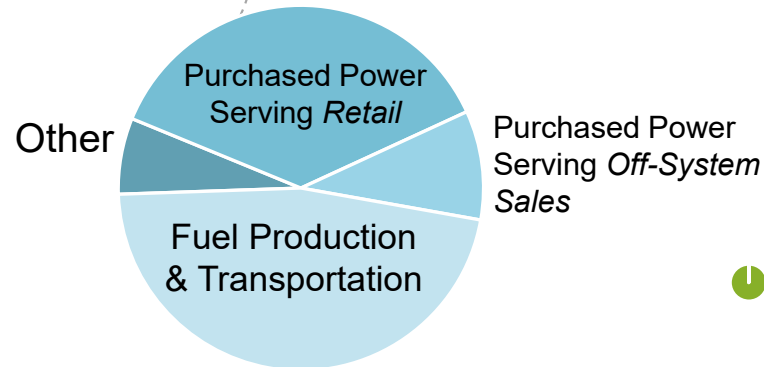 Purchased Power
Serving Retail
Other
Purchased Power
Serving Off-System
Sales
Fuel Production
& Transportation